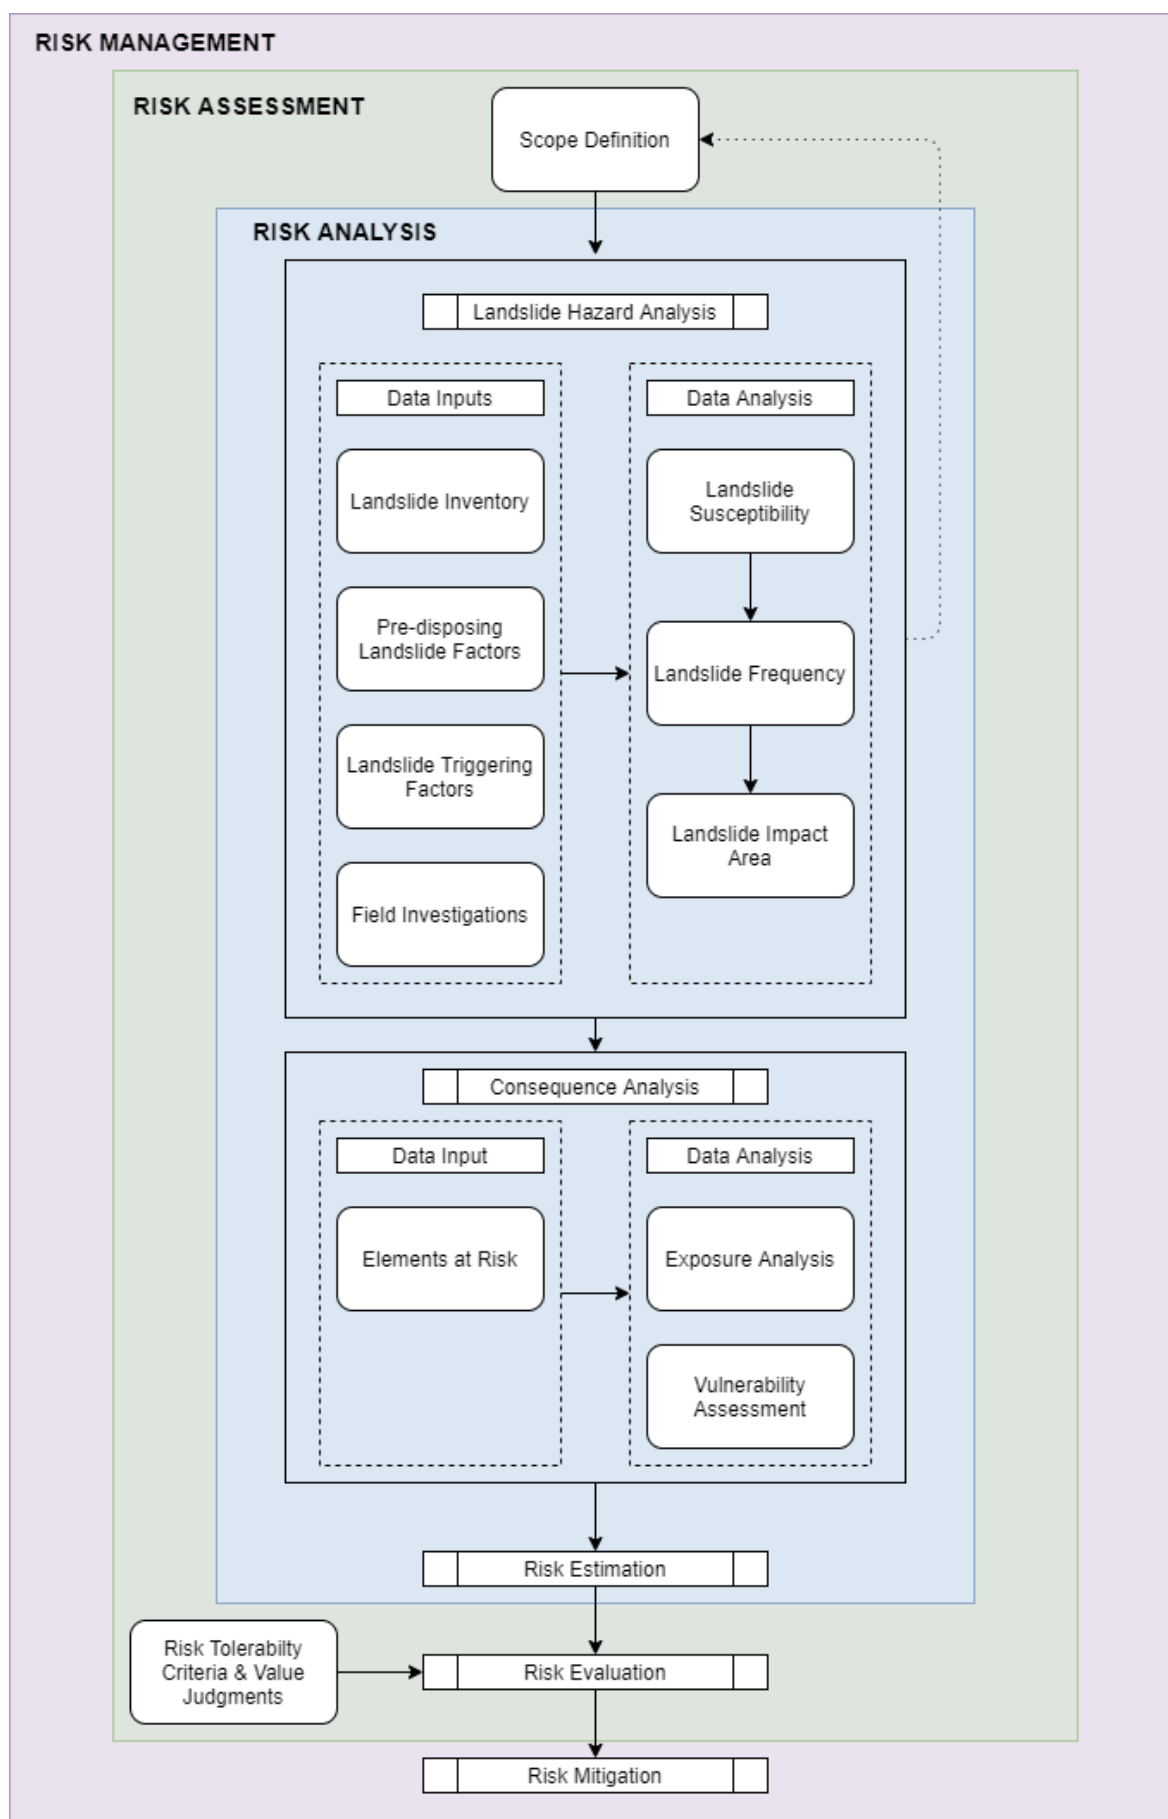 RISK MANAGEMENT
RISK ASSESSMENT
Scope Definition
RISK ANALYSIS
Landslide Hazard Analysis
Data Inputs
Landslide Inventory
Pre-disposing
Landslide Factors
Landslide Triggering
Factors
Field Investigations
Data Analysis
Landslide
Susceptibility
Landslide Frequency
Landslide Impact
Area
Consequence Analysis
Data Input
Elements at Risk
Data Analysis
Exposure Analysis
Vulnerability
Assessment
Risk Estimation
Risk Tolerabilty
Criteria & Value
Judgments
Risk Evaluation
Risk Mitigation